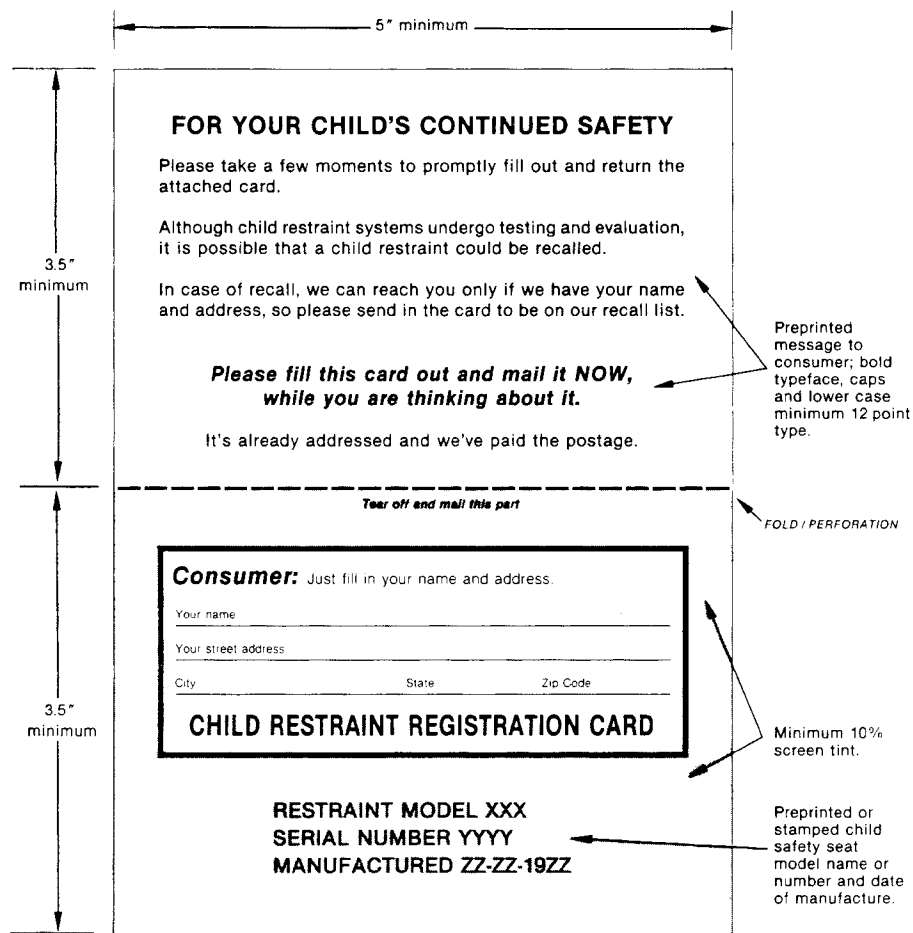 5" minimum
FOR YOUR CHILD'S CONTINUED SAFETY
Please take a few moments to promptly fill out and return the
attached card.
Although child restraint systems undergo testing and evaluation,
it is possible that a child restraint could be recalled.
3.5"
minimum
In case of recall, we can reach you only if we have your name
and address, so please send in the card to be on our recall list.
Preprinted
message to
consumer; bold
typeface, caps
and lower case
minimum 12 point
type.
Please fill this card out and mail it NOW,
while you are thinking about it.
It's already addressed and we've paid the postage.
Tear off and mail this part
FOLD / PERFORATION
Consumer: Just fill in your name and address.
Your name
Your street address
City State Zip Code
CHILD RESTRAINT REGISTRATION CARD
3.5"
minimum
Minimum 10%
screen tint.
RESTRAINT MODEL XXX
SERIAL NUMBER YYYY
MANUFACTURED ZZ-ZZ-19ZZ
Preprinted or
stamped child
safety seat
model name or
number and date
of manufacture.